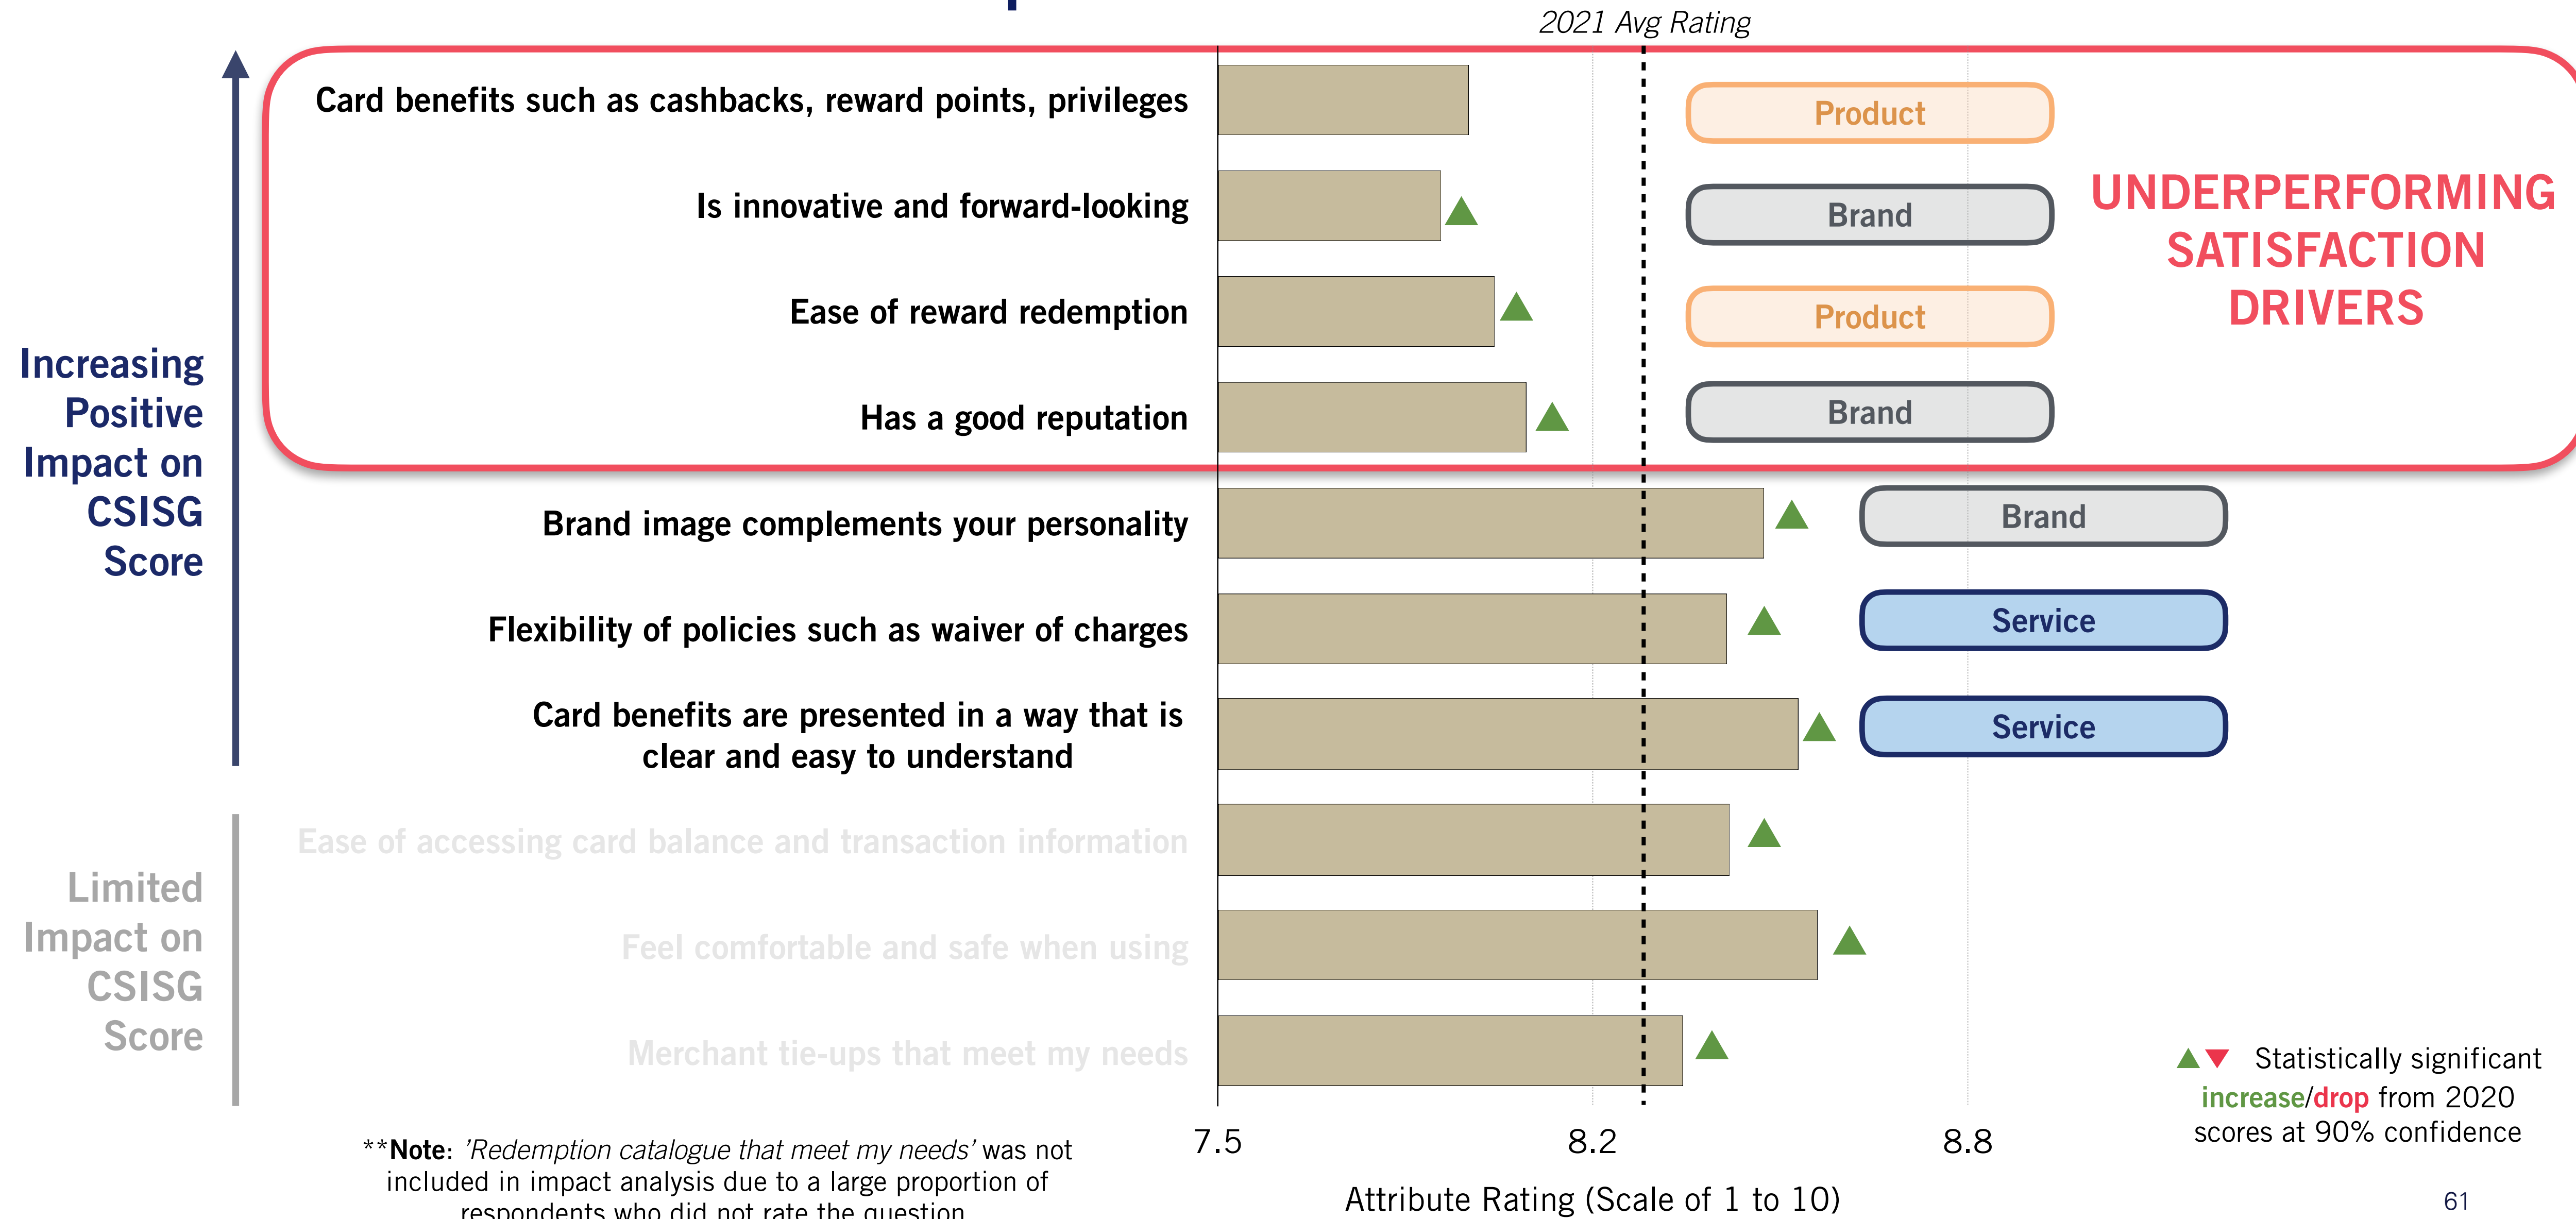 2021 Avg Rating
Card benefits such as cashbacks, reward points, privileges
Product
Is innovative and forward-looking
Brand
Ease of reward redemption
Product
Has a good reputation
Brand
UNDERPERFORMING
SATISFACTION
DRIVERS
Increasing
Positive
Impact on
CSISG
Score
Brand image complements your personality
Brand
Flexibility of policies such as waiver of charges
Service
Card benefits are presented in a way that is
clear and easy to understand
Service
Limited
Impact on
CSISG
Score
Ease of accessing card balance and transaction information
Feel comfortable and safe when using
Merchant tie-ups that meet my needs
7.5
8.2
8.8
Attribute Rating (Scale of 1 to 10)
Statistically significant
increase/drop from 2020
scores at 90% confidence
**Note: ’Redemption catalogue that meet my needs’ was not
included in impact analysis due to a large proportion of
respondents who did not rate the question
61